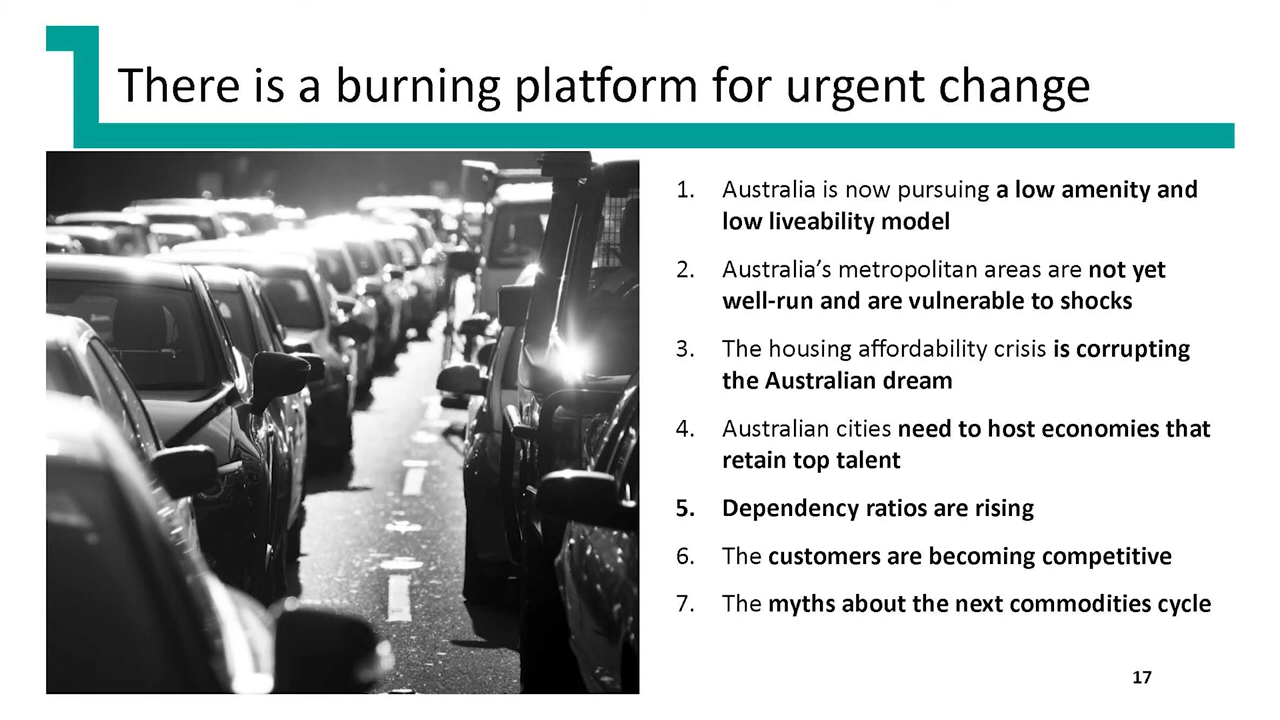 There is a burning platform for urgent change
1. Australia is now pursuing a low amenity and
low liveability model
2. Australia’s metropolitan areas are not yet
well-run and are vulnerable to shocks
3. The housing affordability crisis is corrupting
the Australian dream
4. Australian cities need to host economies that
retain top talent
5. Dependency ratios are rising
6. The customers are becoming competitive
7. The myths about the next commodities cycle
17